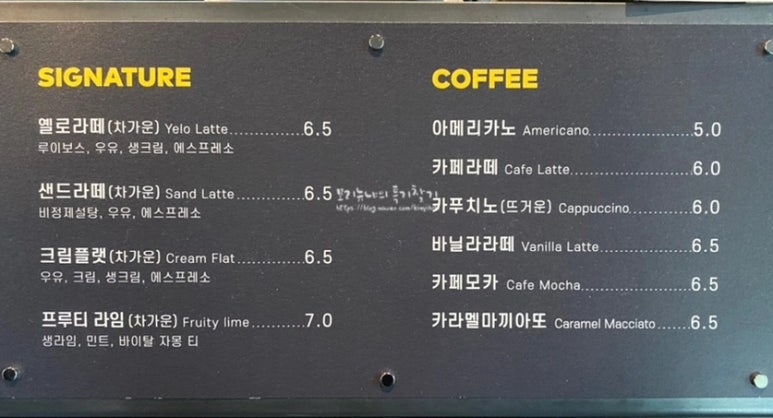 SIGNATURE
옐로라떼(차가운) Yelo Latte 6.5
루이보스, 우유, 생크림, 에스프레소
샌드라떼(차가운) Sand Latte 6.5
비정제설탕, 우유, 에스프레소
크림플랫(차가운) Cream Flat 6.5
우유, 크림, 생크림, 에스프레소
프루티 라임(차가운) Fruity lime 7.0
생라임, 민트, 바이탈 자몽 티
COFFEE
아메리카노 Americano 5.0
카페라떼 Cafe Latte 6.0
카푸치노(뜨거운) Cappuccino 6.0
바닐라라떼 Vanilla Latte 6.5
카페모카 Cafe Mocha 6.5
카라멜마끼아또 Caramel Macciato 6.5